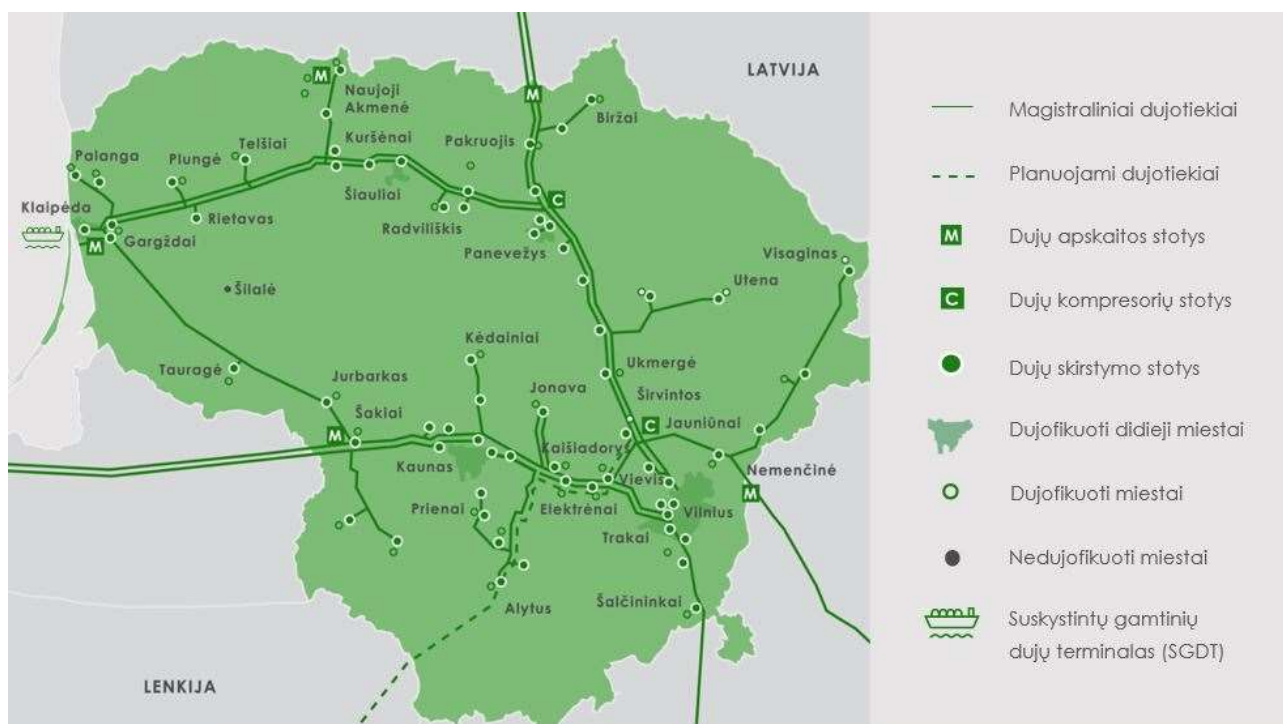 LATVIJA
M
M
Naujoji
Akmenė
Biržai
Telšiai
Kuršėnai
Pakruojis
Palanga
Plungė
C
Klaipėda
Šiauliai
Rietavas
Radviliškis
M
Gargždai
Panevežys
Visaginas
Utena
Šilalė
Kėdainiai
Ukmergė
Tauragė
Jurbarkas
Jonava
Širvintos
M
Šakiai
C
Jauniūnai
Kaišiadorys
Kaunas
Vievis
Nemenčinė
M
Prienai
Elektrėnai
Vilnius
Trakai
Alytus
Šalčininkai
LENKIJA
Magistraliniai dujotiekiai
Planuojami dujotiekiai
M Dujų apskaitos stotys
C Dujų kompresorių stotys
Dujų skirstymo stotys
Dujofikuoti didieji miestai
Dujofikuoti miestai
Nedujofikuoti miestai
Suskystintų gamtinių
dujų terminalas (SGDT)